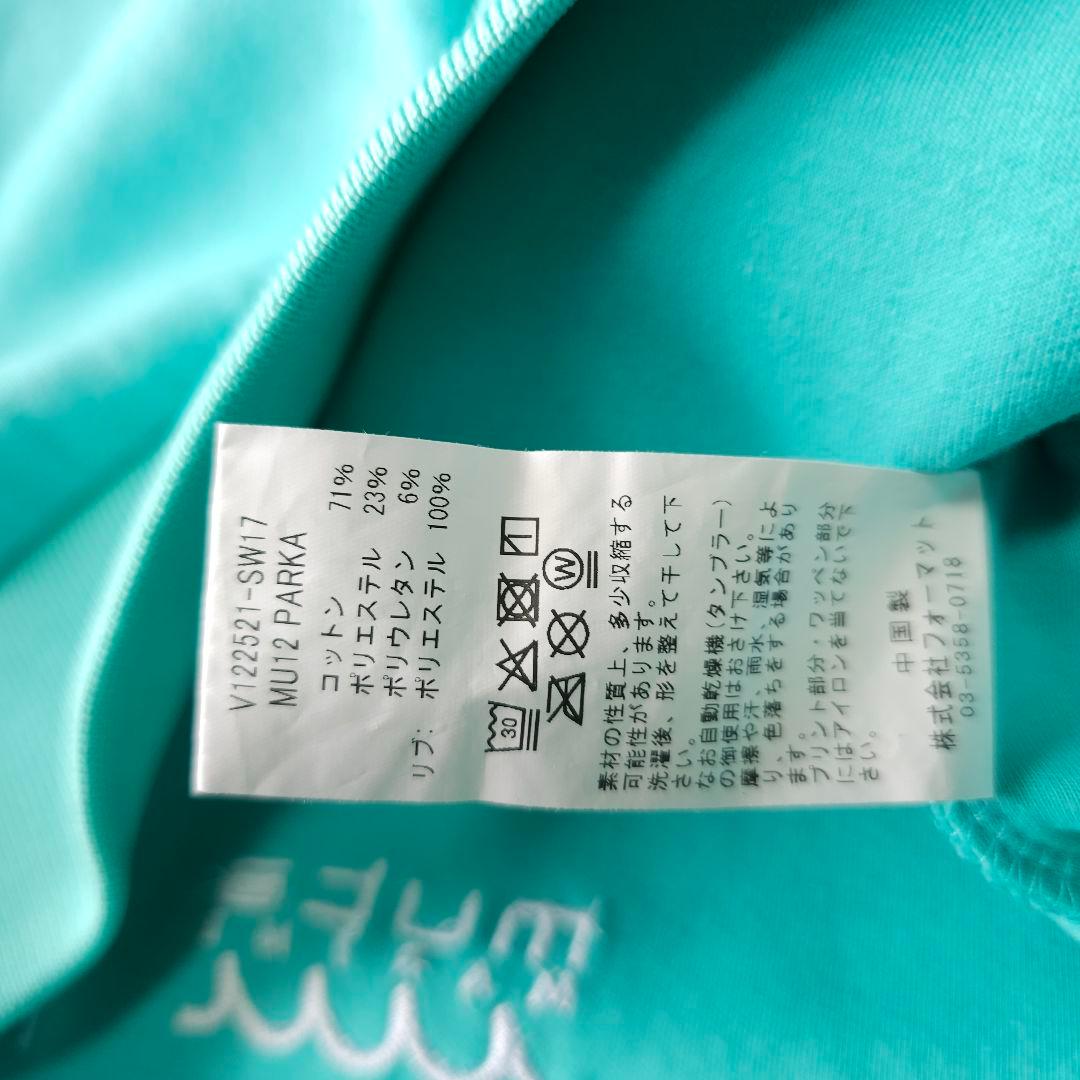 V122521-SW17
MU12 PARKA
コットン 71%
ポリエステル 23%
ポリウレタン 6%
リブ: ポリエステル 100%
30
W
素材の性質上、多少収縮する
可能性があります。
洗濯後、形を整えて干して下
さい。
なお自動乾燥機(タンブラー)
の御使用はおさけ下さい。
摩擦や汗、雨水、湿気等によ
り、色落ちをする場合があり
ます。
プリント部分・ワッペン部分
にはアイロンを当てないで下
さい。
中国製
株式会社フォーマット
03-5358-0718